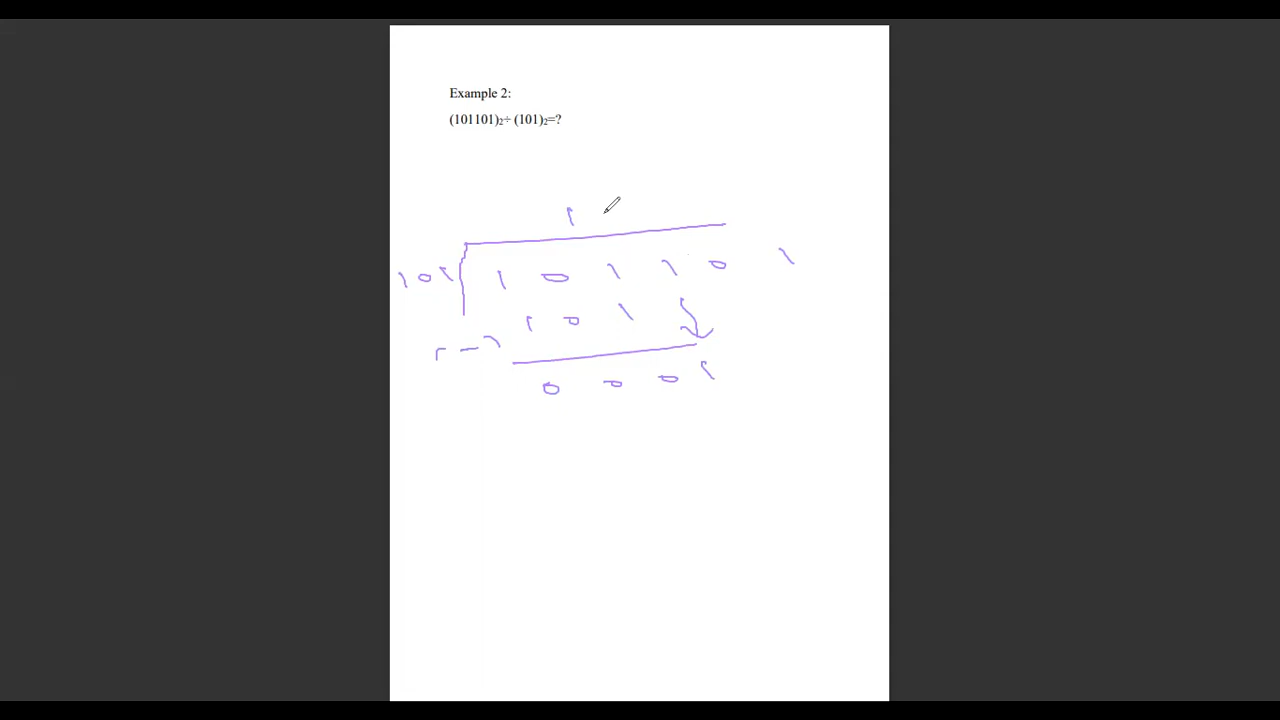 Example 2:
(101101)₂÷ (101)₂=?
1
101 1 0 1 1 0 1
1 0 1
0 0 0 1